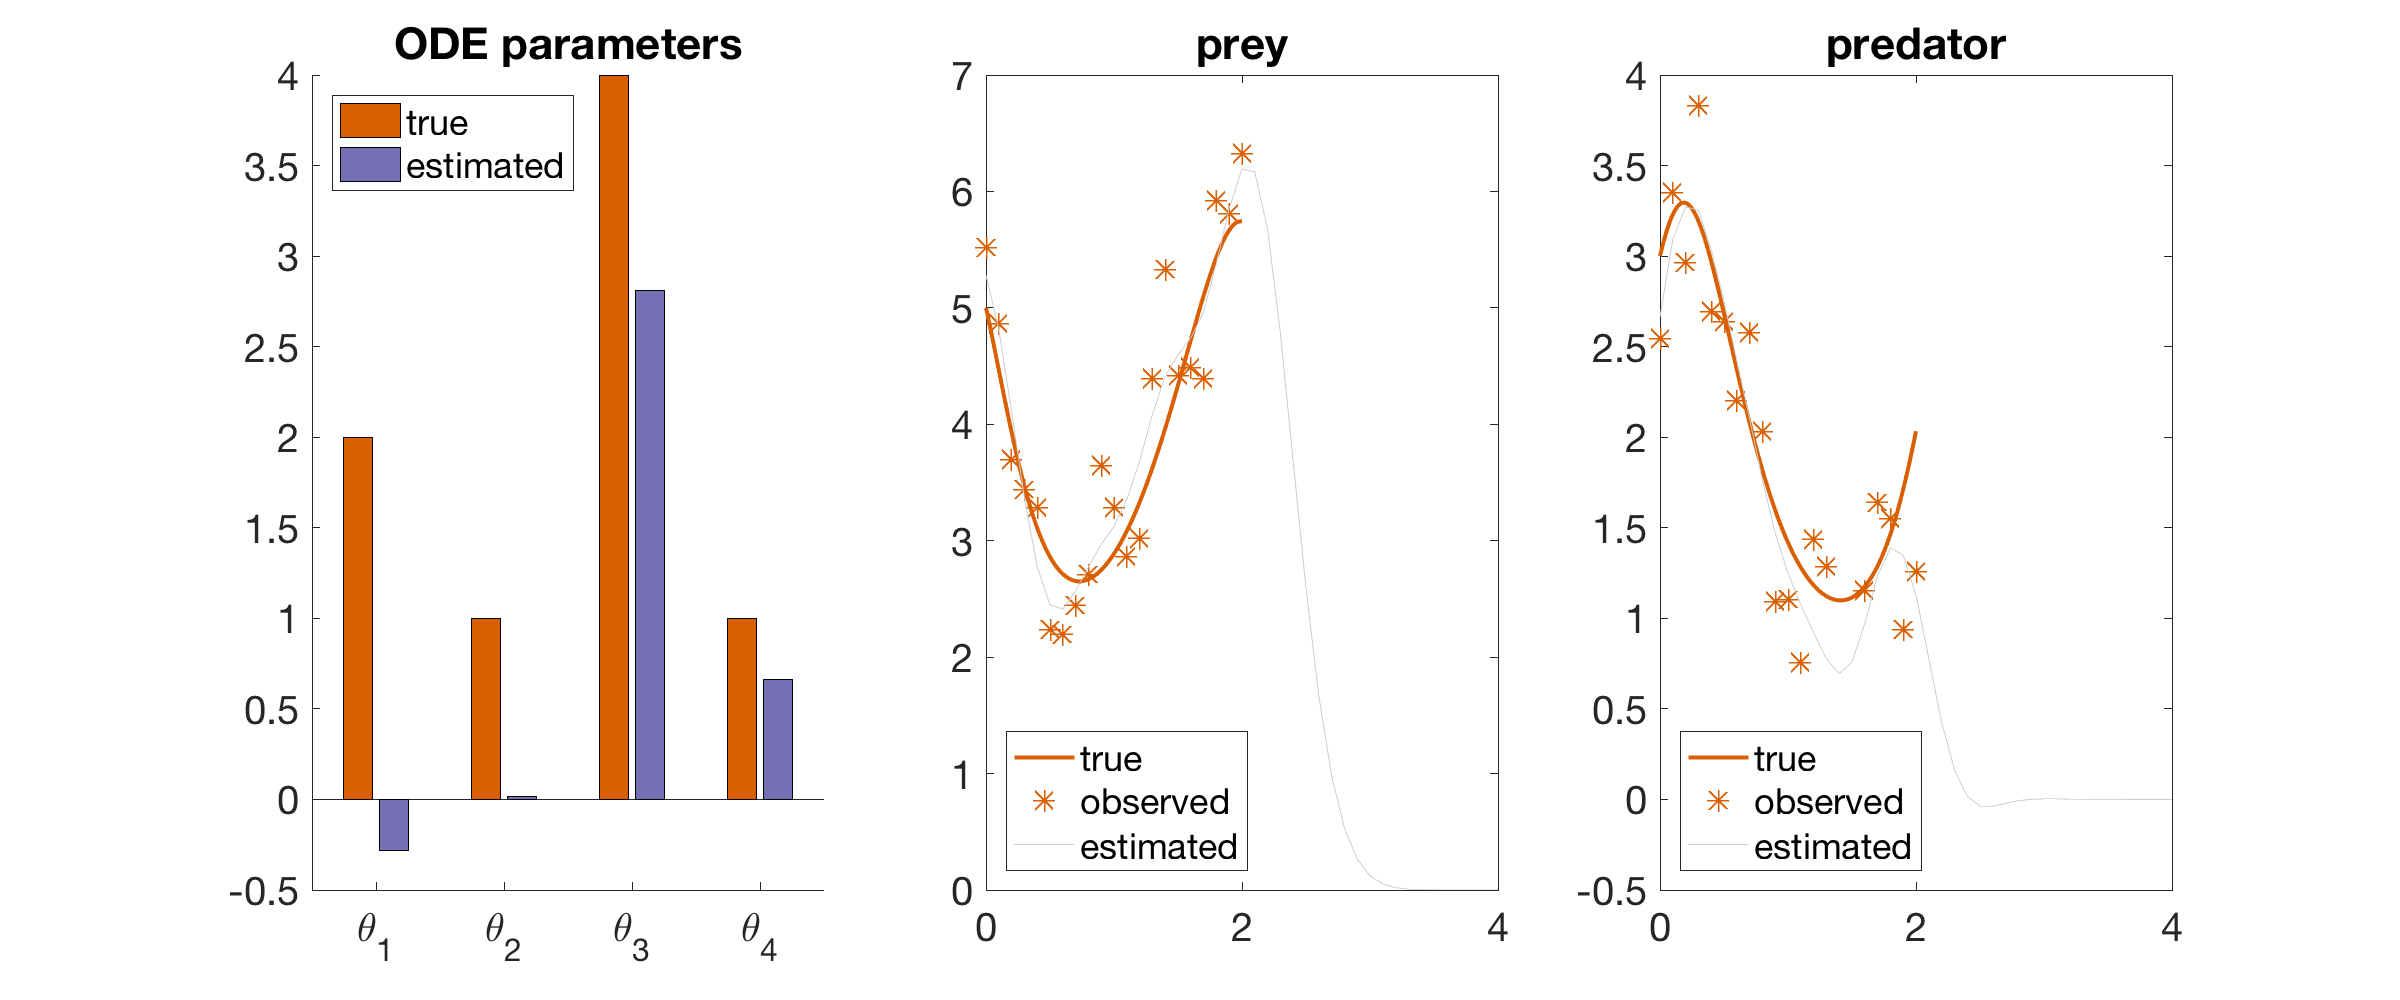 ODE parameters
4
3.5
3
2.5
2
1.5
1
0.5
0
-0.5
true
estimated
θ1
θ2
θ3
θ4
prey
7
6
5
4
3
2
1
0
true
observed
estimated
0
2
4
predator
4
3.5
3
2.5
2
1.5
1
0.5
0
-0.5
true
observed
estimated
0
2
4